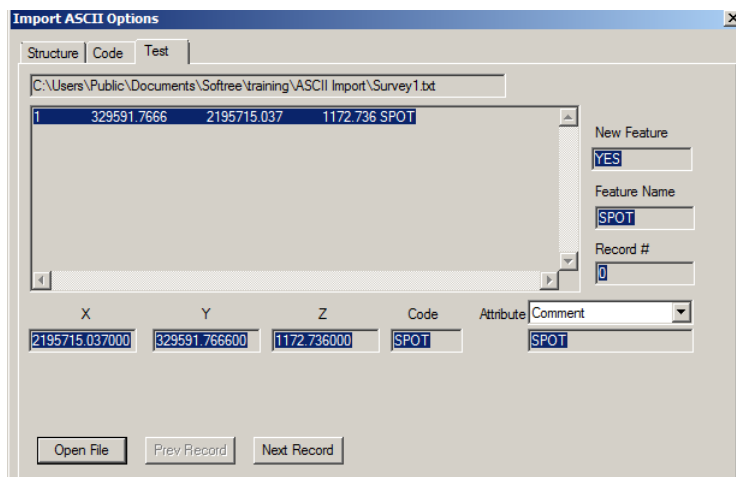 Import ASCII Options
Structure Code Test
C:\Users\Public\Documents\Softree\training\ASCII Import\Survey1.txt
1 329591.7666 2195715.037 1172.736 SPOT
New Feature
YES
Feature Name
SPOT
Record #
0
X Y Z Code Attribute Comment
2195715.037000 329591.766600 1172.736000 SPOT SPOT
Open File Prev Record Next Record